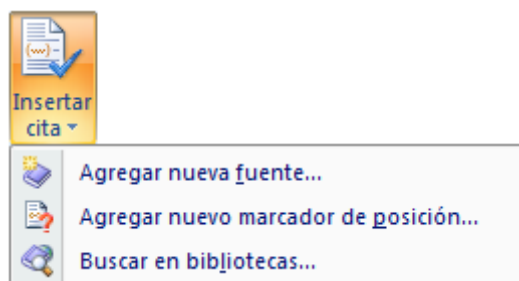 Insertar
cita
Agregar nueva fuente...
Agregar nuevo marcador de posición...
Buscar en bibliotecas...